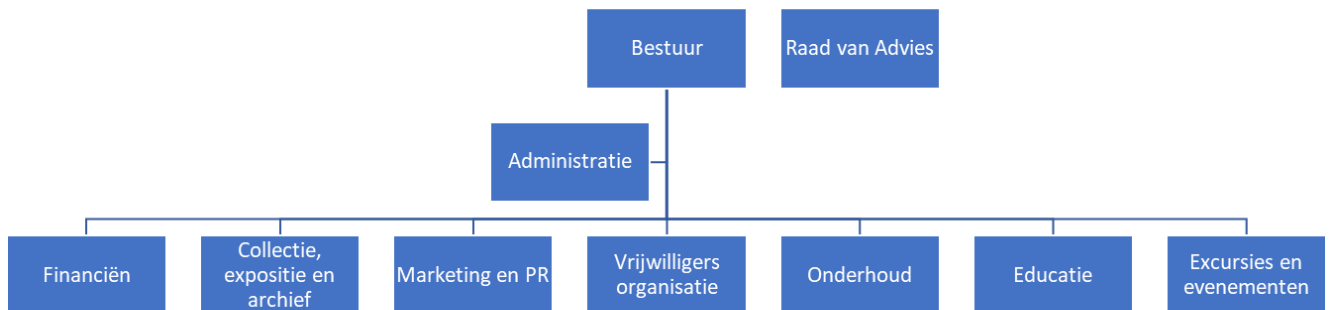 Bestuur
Raad van Advies
Administratie
Financiën
Collectie,
expositie en
archief
Marketing en PR
Vrijwilligers
organisatie
Onderhoud
Educatie
Excursies en
evenementen